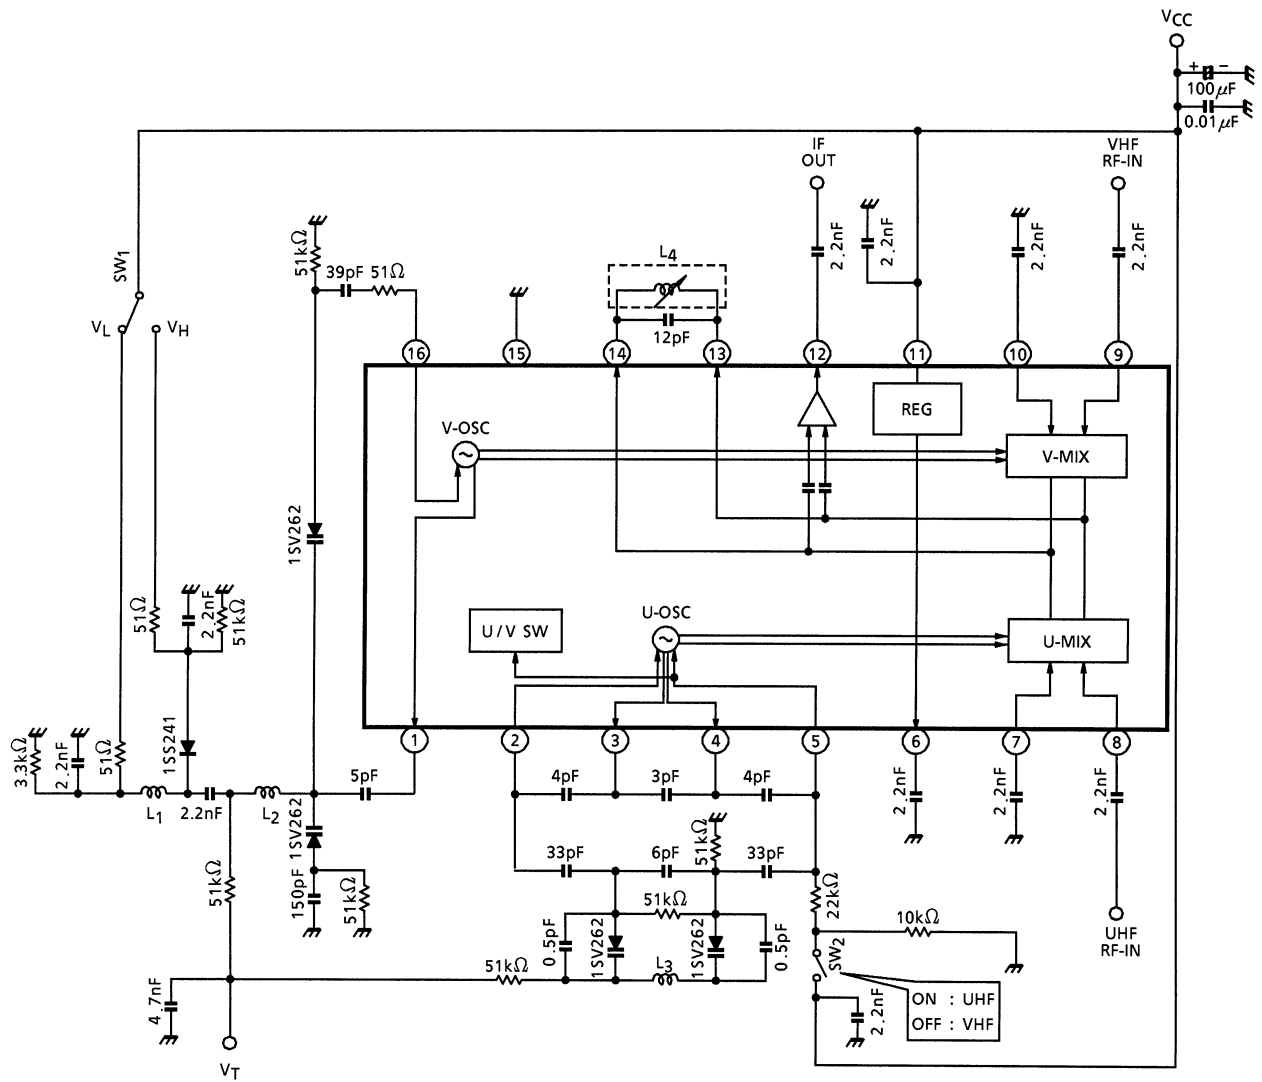 VCC
+ −
100μF
0.01μF
IF
OUT
VHF
RF-IN
SW1
VL
VH
51kΩ
39pF
51Ω
L4
12pF
2.2nF
2.2nF
2.2nF
2.2nF
16
15
14
13
12
11
10
9
REG
V-OSC
V-MIX
1SV262
51Ω
2.2nF
51kΩ
U/V SW
U-OSC
U-MIX
1
2
3
4
5
6
7
8
3.3kΩ
2.2nF
51Ω
1SS241
L1
2.2nF
L2
5pF
4pF
3pF
4pF
2.2nF
2.2nF
2.2nF
1SV262
33pF
6pF
51kΩ
33pF
51kΩ
150pF
51kΩ
51kΩ
22kΩ
10kΩ
0.5pF
1SV262
1SV262
0.5pF
UHF
RF-IN
51kΩ
L3
SW2
4.7nF
2.2nF
ON : UHF
OFF : VHF
VT